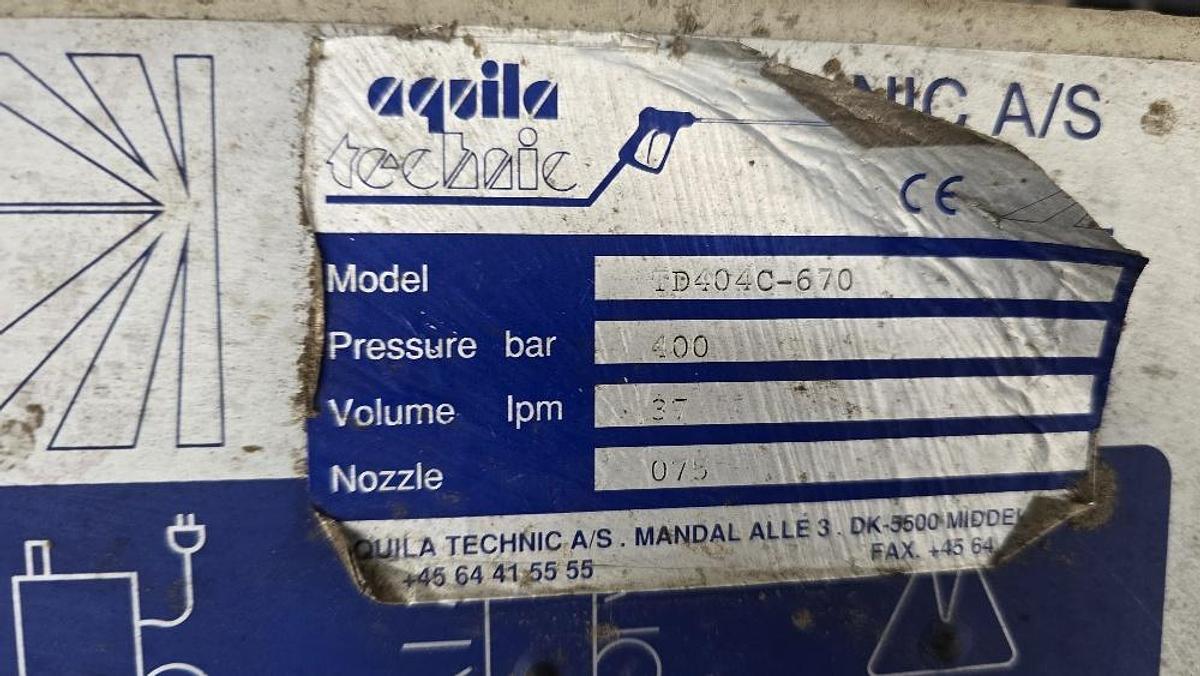 aquila
technic
NIC A/S
CE
Model TD404C-670
Pressure bar 400
Volume lpm 37
Nozzle 075
QUILA TECHNIC A/S . MANDAL ALLE 3 . DK-5500 MIDDEL
+45 64 41 55 55 FAX. +45 64